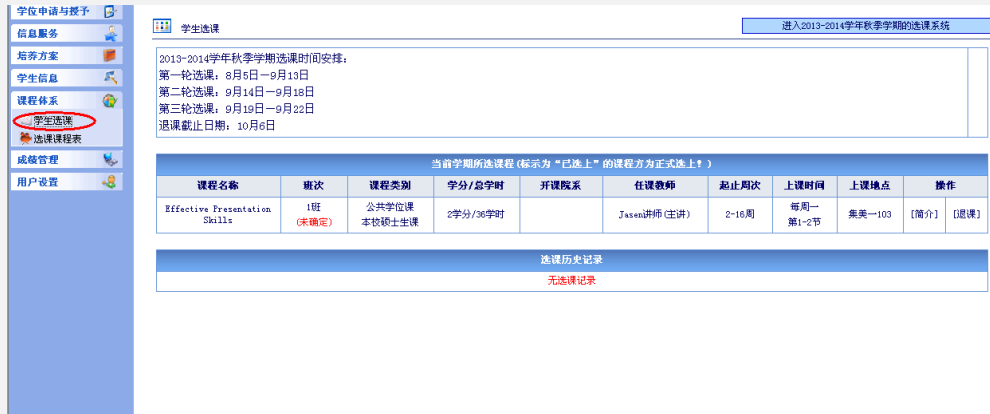 学位申请与授予
信息服务
培养方案
学生信息
课程体系
学生选课
选课课程表
成绩管理
用户设置
学生选课
进入2013-2014学年秋季学期的选课系统
2013-2014学年秋季学期选课时间安排:
第一轮选课: 8月5日—9月13日
第二轮选课: 9月14日—9月18日
第三轮选课: 9月19日—9月22日
退课截止日期: 10月6日
当前学期所选课程(标示为“已选上”的课程方为正式选上!)
课程名称 班次 课程类别 学分/总学时 开课院系 任课教师 起止周次 上课时间 上课地点 操作
Effective Presentation 1班 公共学位课 2学分/36学时 Jasen讲师(主讲) 2-16周 每周一 集美一103 [简介] [退课]
Skills (未确定) 本校硕士生课 第1-2节
选课历史记录
无选课记录